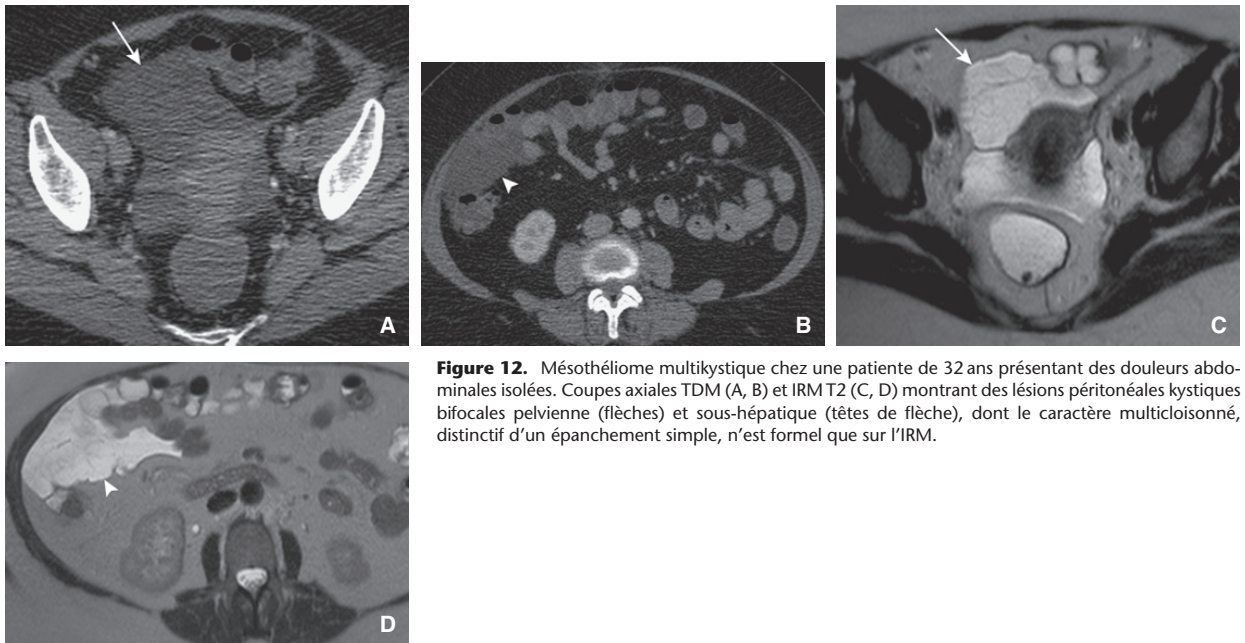 A
B
C
D
Figure 12. Mésothéliome multikystique chez une patiente de 32 ans présentant des douleurs abdo-
minales isolées. Coupes axiales TDM (A, B) et IRM T2 (C, D) montrant des lésions péritonéales kystiques
bifocales pelvienne (flèches) et sous-hépatique (têtes de flèche), dont le caractère multicloisonné,
distinctif d'un épanchement simple, n'est formel que sur l'IRM.